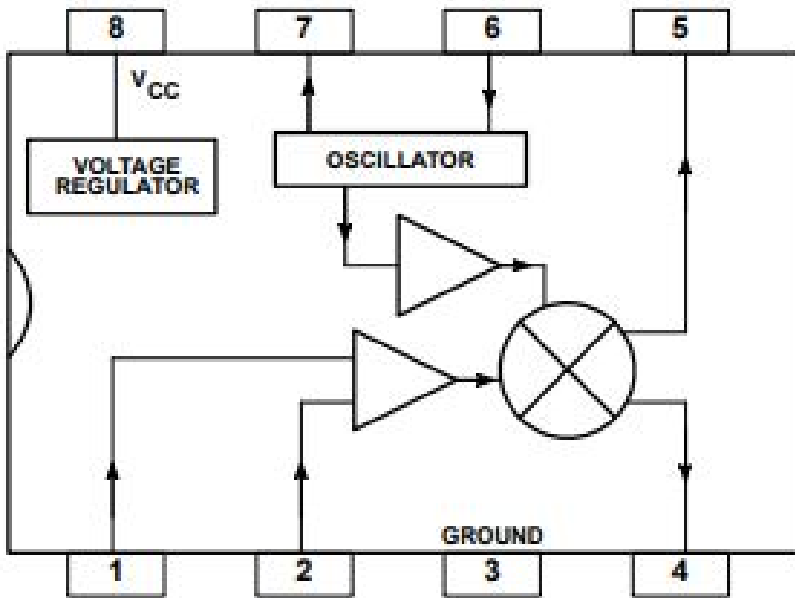 8
7
6
5
VCC
VOLTAGE
REGULATOR
OSCILLATOR
GROUND
1
2
3
4